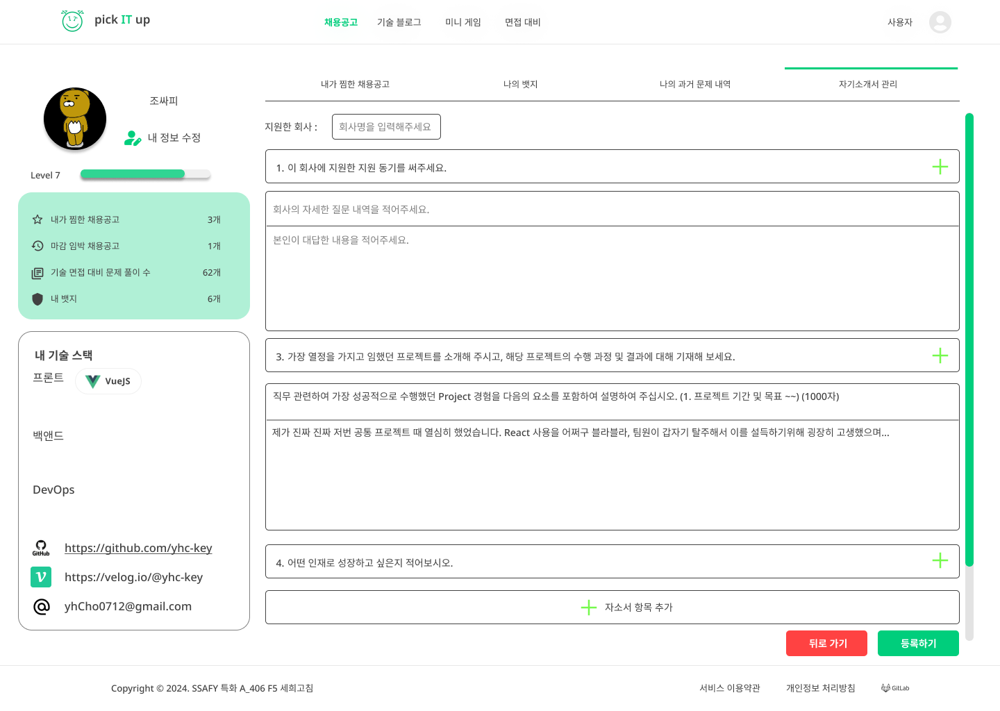 pick IT up
채용공고
기술 블로그
미니 게임
면접 대비
사용자
내가 찜한 채용공고
나의 뱃지
나의 과거 문제 내역
자기소개서 관리
조싸피
내 정보 수정
Level 7
내가 찜한 채용공고 3개
마감 임박 채용공고 1개
기술 면접 대비 문제 풀이 수 62개
내 뱃지 6개
내 기술 스택
프론트
VueJS
백앤드
DevOps
GitHub
https://github.com/yhc-key
https://velog.io/@yhc-key
yhCho0712@gmail.com
지원한 회사 :
회사명을 입력해주세요
1. 이 회사에 지원한 지원 동기를 써주세요.
회사의 자세한 질문 내역을 적어주세요.
본인이 대답한 내용을 적어주세요.
3. 가장 열정을 가지고 임했던 프로젝트를 소개해 주시고, 해당 프로젝트의 수행 과정 및 결과에 대해 기재해 보세요.
직무 관련하여 가장 성공적으로 수행했던 Project 경험을 다음의 요소를 포함하여 설명하여 주십시오. (1. 프로젝트 기간 및 목표 ~~) (1000자)
제가 진짜 진짜 저번 공통 프로젝트 때 열심히 했었습니다. React 사용을 어쩌구 블라블라, 팀원이 갑자기 탈주해서 이를 설득하기위해 굉장히 고생했으며...
4. 어떤 인재로 성장하고 싶은지 적어보시오.
자소서 항목 추가
뒤로 가기
등록하기
Copyright © 2024. SSAFY 특화 A_406 F5 세희고침
서비스 이용약관
개인정보 처리방침
GitLab